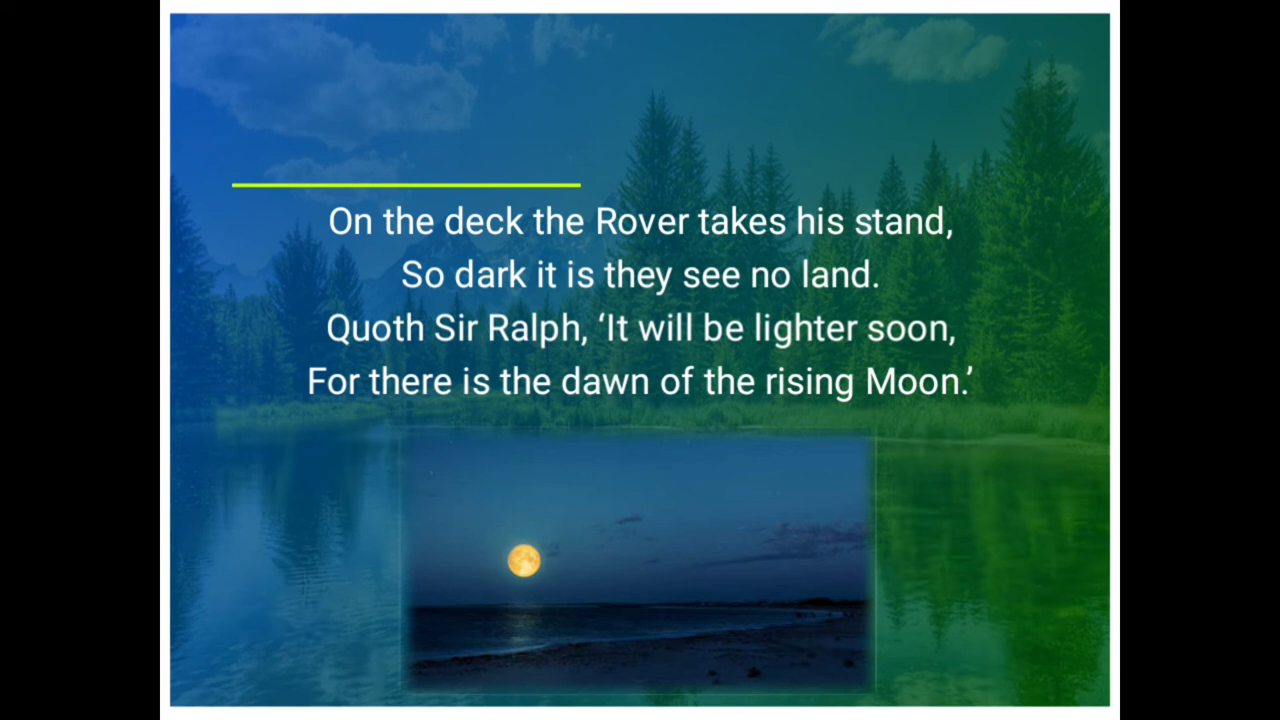 On the deck the Rover takes his stand,
So dark it is they see no land.
Quoth Sir Ralph, ‘It will be lighter soon,
For there is the dawn of the rising Moon.’